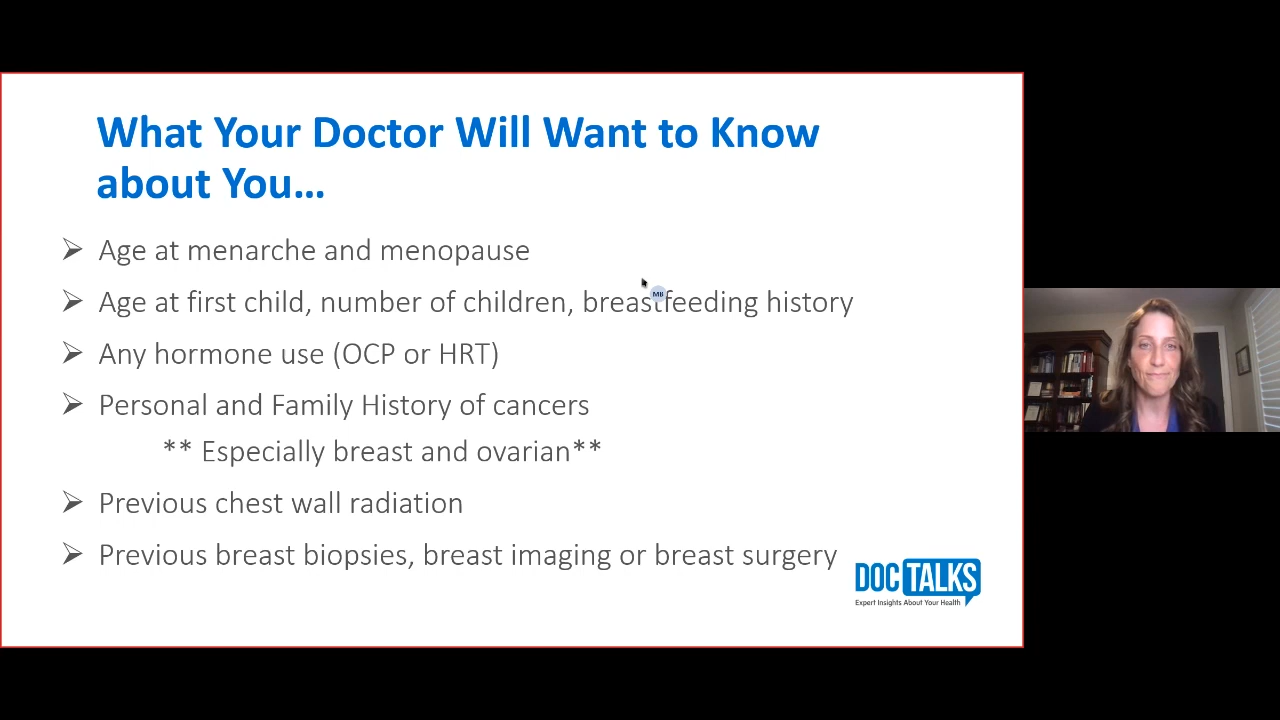 What Your Doctor Will Want to Know
about You...
Age at menarche and menopause
MB
Age at first child, number of children, breastfeeding history
Any hormone use (OCP or HRT)
Personal and Family History of cancers
** Especially breast and ovarian**
Previous chest wall radiation
Previous breast biopsies, breast imaging or breast surgery
DOC TALKS
Expert Insights About Your Health